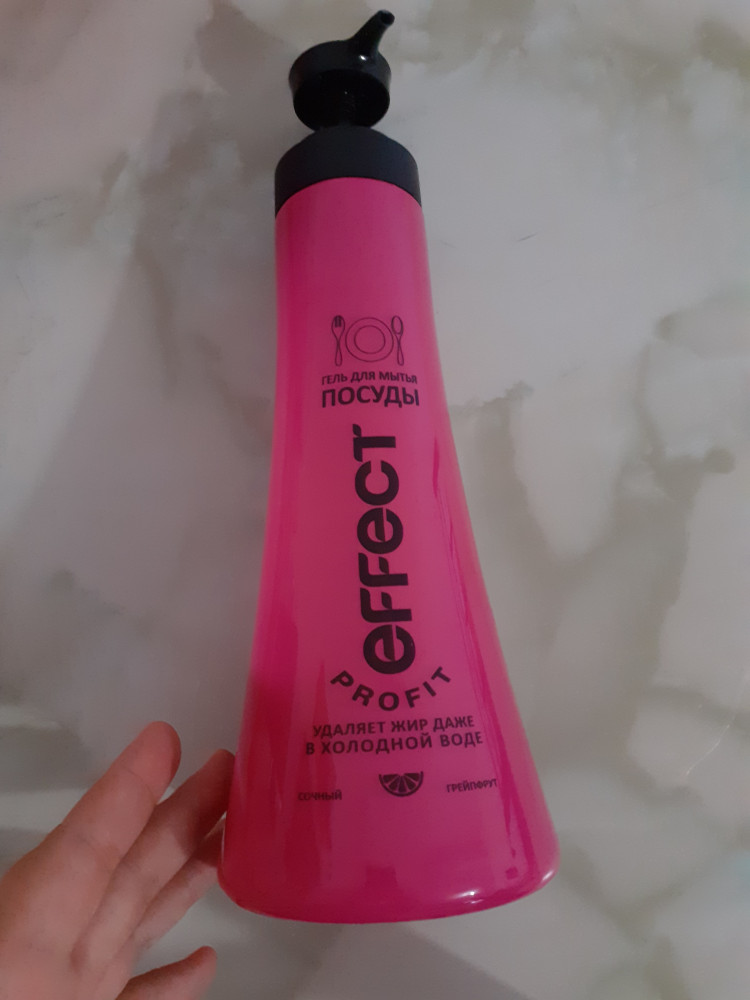 ГЕЛЬ ДЛЯ МЫТЬЯ
ПОСУДЫ
eFFecT
PROFIT
УДАЛЯЕТ ЖИР ДАЖЕ
В ХОЛОДНОЙ ВОДЕ
СОЧНЫЙ ГРЕЙПФРУТ